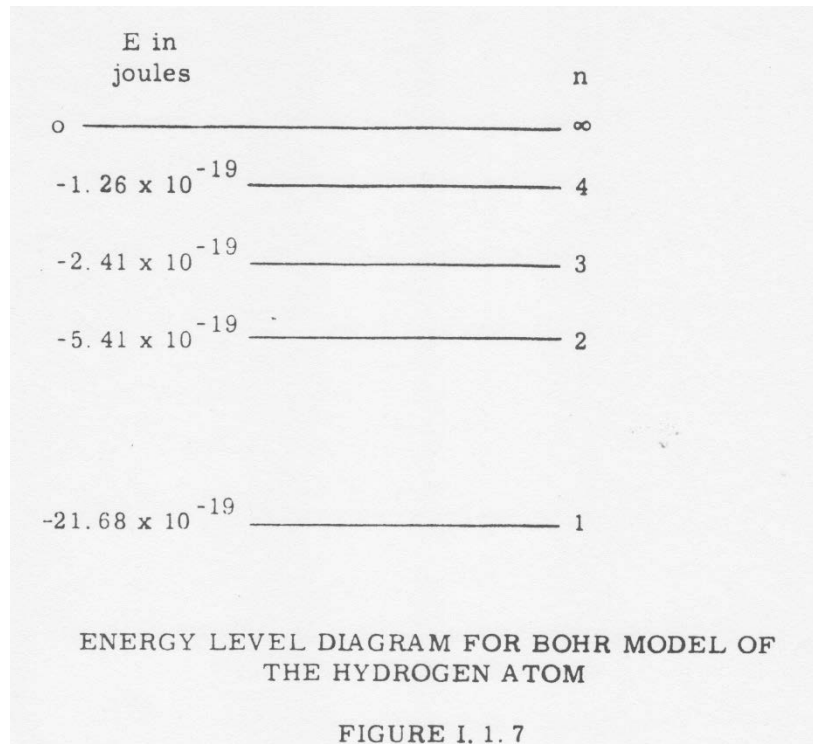 E in
joules n
o ∞
-1.26 x 10^-19 4
-2.41 x 10^-19 3
-5.41 x 10^-19 2
-21.68 x 10^-19 1
ENERGY LEVEL DIAGRAM FOR BOHR MODEL OF
THE HYDROGEN ATOM
FIGURE I.1.7